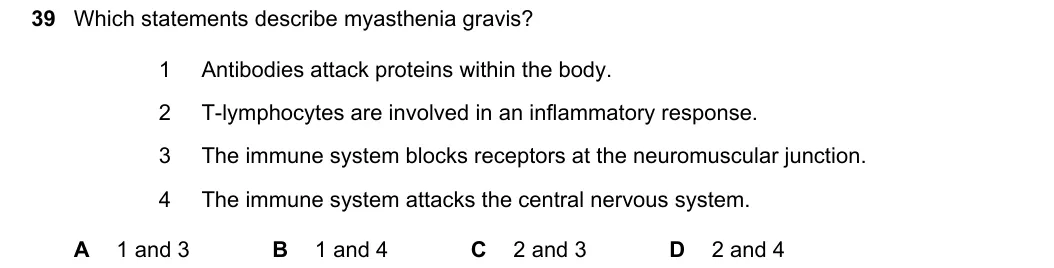 39 Which statements describe myasthenia gravis?
1 Antibodies attack proteins within the body.
2 T-lymphocytes are involved in an inflammatory response.
3 The immune system blocks receptors at the neuromuscular junction.
4 The immune system attacks the central nervous system.
A 1 and 3 B 1 and 4 C 2 and 3 D 2 and 4